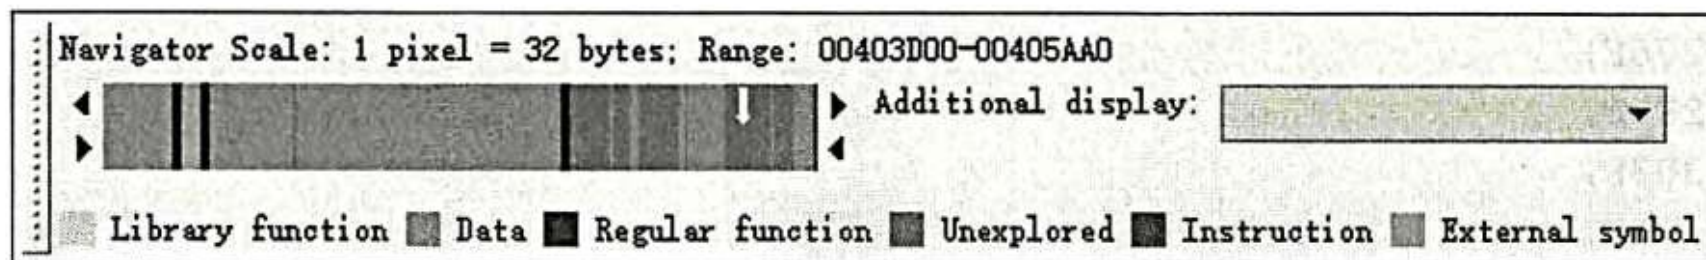 Navigator Scale: 1 pixel = 32 bytes; Range: 00403D00-00405AA0
Additional display:
Library function Data Regular function Unexplored Instruction External symbol